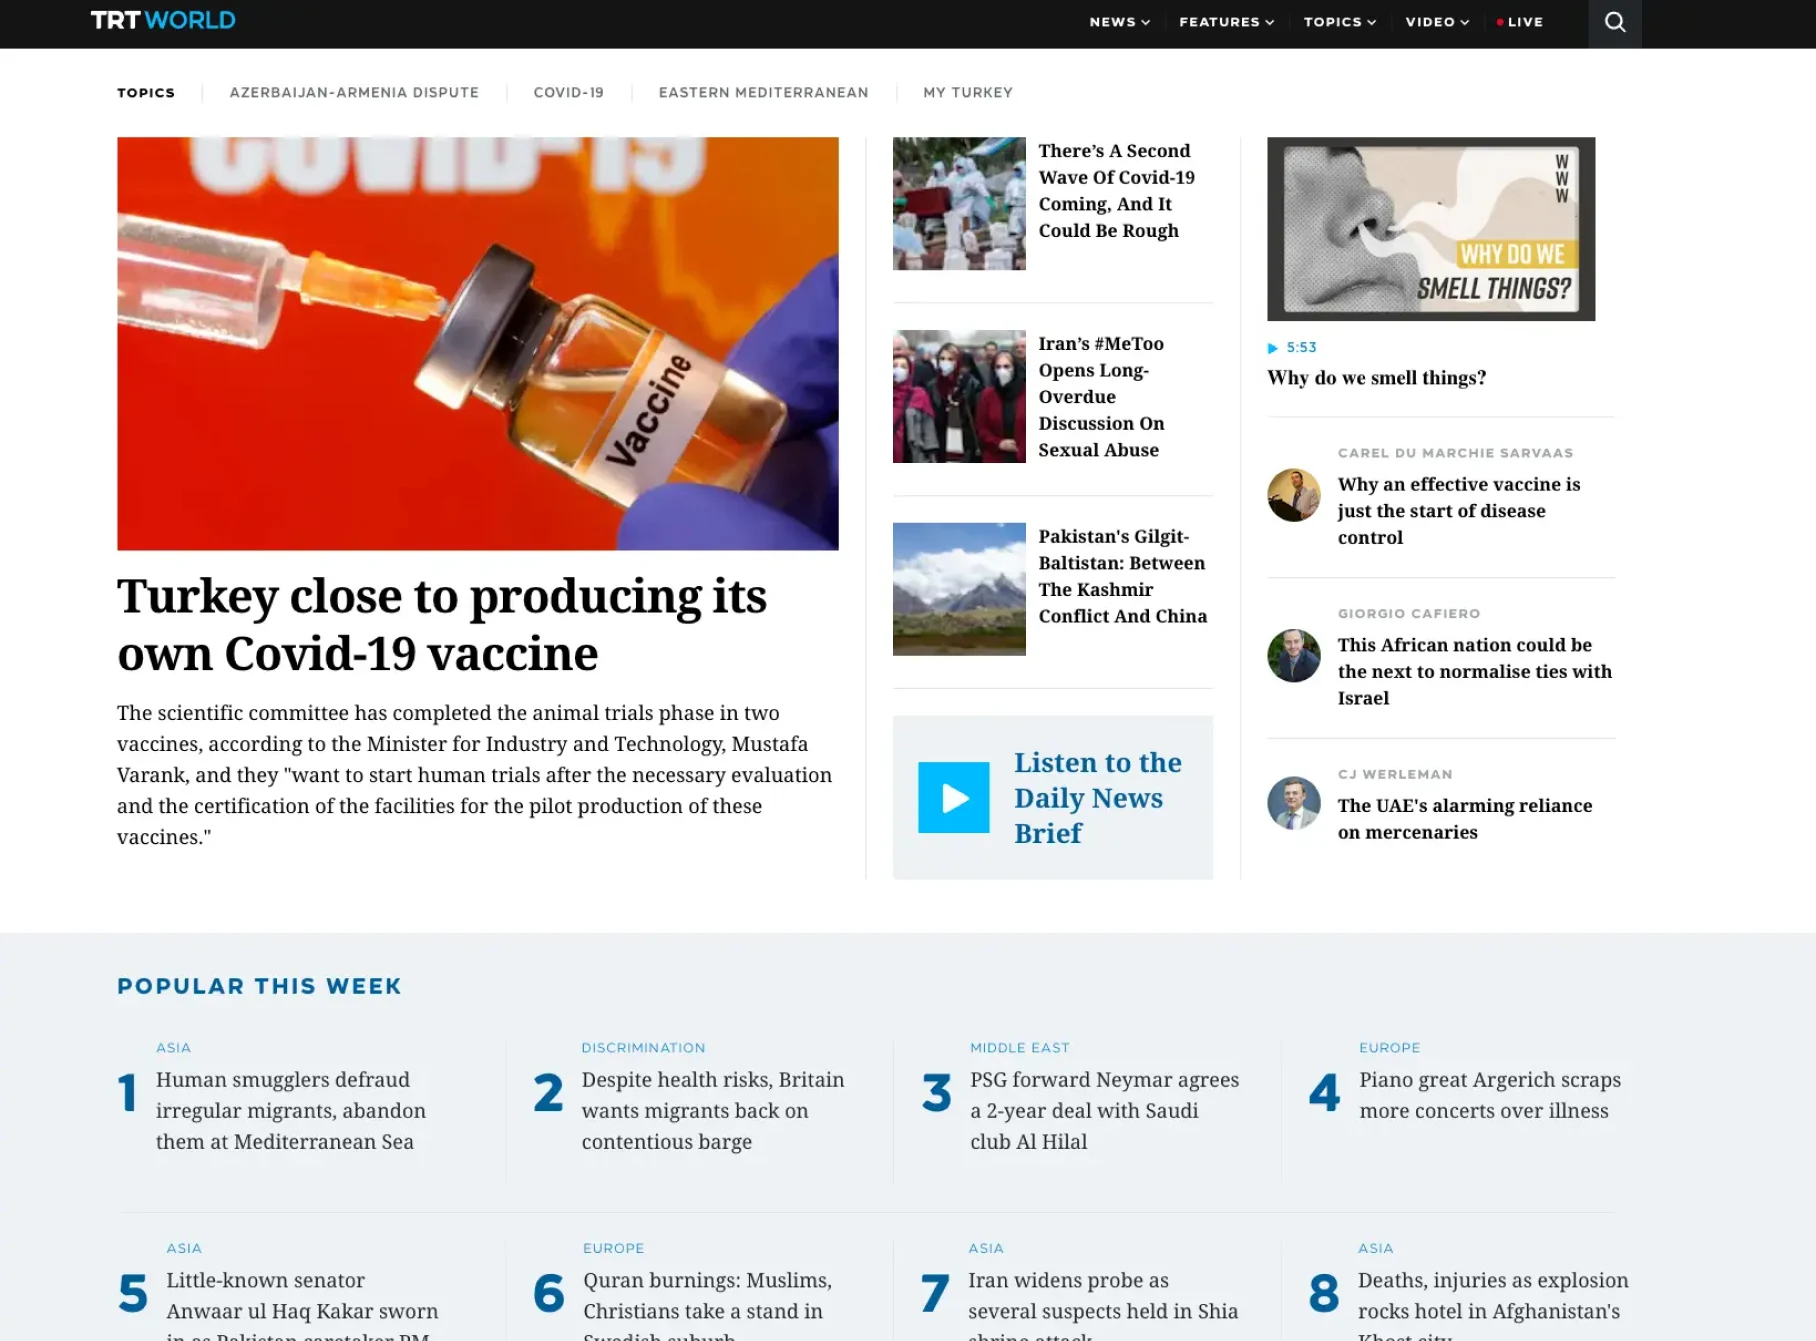 TRT WORLD
NEWS
FEATURES
TOPICS
VIDEO
LIVE
TOPICS
AZERBAIJAN-ARMENIA DISPUTE
COVID-19
EASTERN MEDITERRANEAN
MY TURKEY
COVID-19
Vaccine
Turkey close to producing its
own Covid-19 vaccine
The scientific committee has completed the animal trials phase in two
vaccines, according to the Minister for Industry and Technology, Mustafa
Varank, and they "want to start human trials after the necessary evaluation
and the certification of the facilities for the pilot production of these
vaccines."
There’s A Second
Wave Of Covid-19
Coming, And It
Could Be Rough
Iran’s #MeToo
Opens Long-
Overdue
Discussion On
Sexual Abuse
Pakistan's Gilgit-
Baltistan: Between
The Kashmir
Conflict And China
Listen to the
Daily News
Brief
W
W
W
WHY DO WE
SMELL THINGS?
5:53
Why do we smell things?
CAREL DU MARCHIE SARVAAS
Why an effective vaccine is
just the start of disease
control
GIORGIO CAFIERO
This African nation could be
the next to normalise ties with
Israel
CJ WERLEMAN
The UAE's alarming reliance
on mercenaries
POPULAR THIS WEEK
1
ASIA
Human smugglers defraud
irregular migrants, abandon
them at Mediterranean Sea
2
DISCRIMINATION
Despite health risks, Britain
wants migrants back on
contentious barge
3
MIDDLE EAST
PSG forward Neymar agrees
a 2-year deal with Saudi
club Al Hilal
4
EUROPE
Piano great Argerich scraps
more concerts over illness
5
ASIA
Little-known senator
Anwaar ul Haq Kakar sworn
in as Pakistan caretaker PM
6
EUROPE
Quran burnings: Muslims,
Christians take a stand in
Swedish suburb
7
ASIA
Iran widens probe as
several suspects held in Shia
shrine attack
8
ASIA
Deaths, injuries as explosion
rocks hotel in Afghanistan's
Khost city